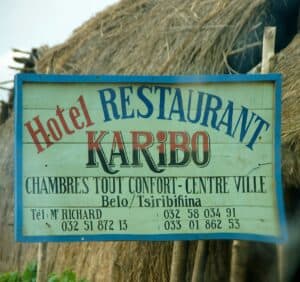 Hotel RESTAURANT
KARiBO
CHAMBRES TOUT CONFORT - CENTRE VILLE
Belo/Tsiribihina
Tél: Mr RICHARD 032 58 034 91
032 51 872 13 033 01 862 53